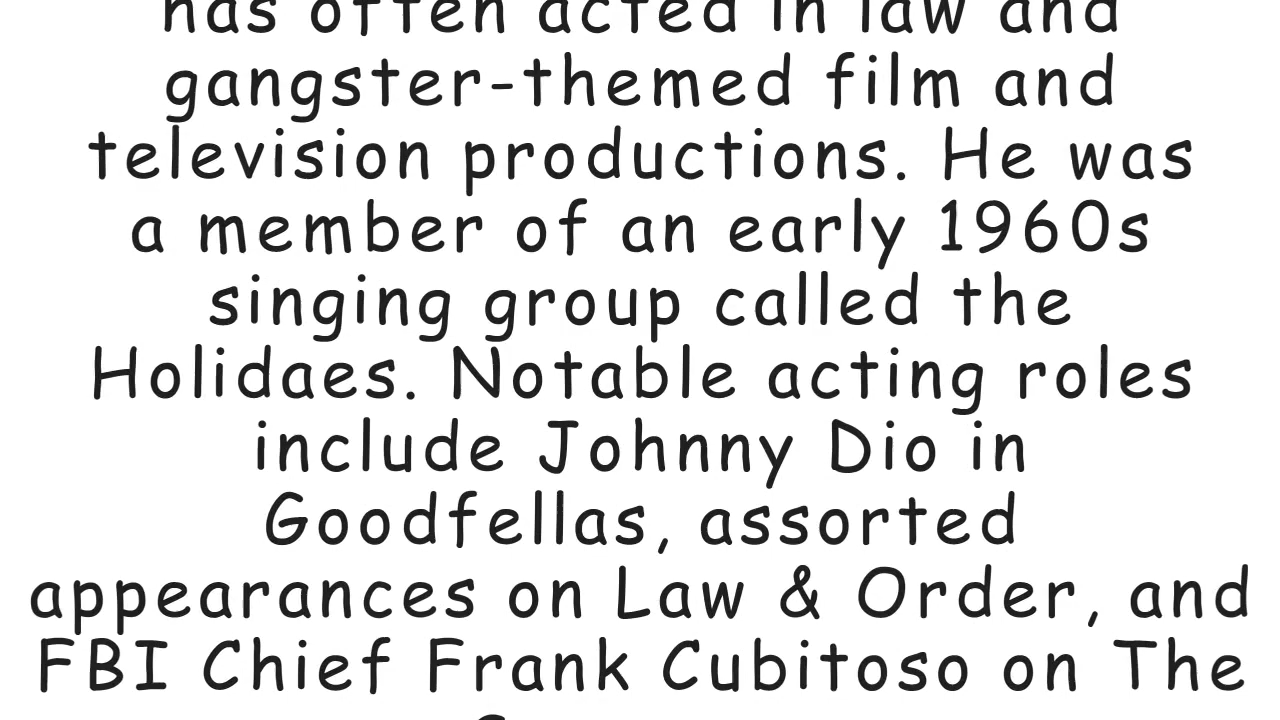 has often acted in law and
gangster-themed film and
television productions. He was
a member of an early 1960s
singing group called the
Holidaes. Notable acting roles
include Johnny Dio in
Goodfellas, assorted
appearances on Law & Order, and
FBI Chief Frank Cubitoso on The